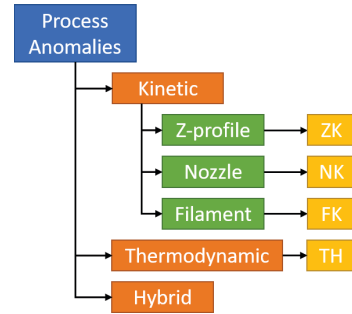 Process
Anomalies
Kinetic
Z-profile
ZK
Nozzle
NK
Filament
FK
Thermodynamic
TH
Hybrid